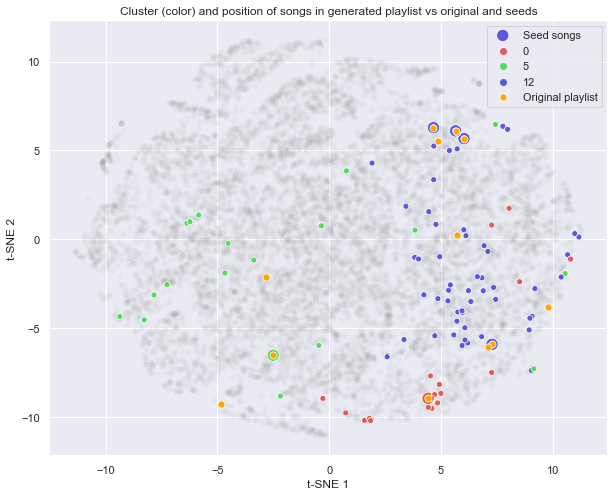 Cluster (color) and position of songs in generated playlist vs original and seeds
Seed songs
0
5
12
Original playlist
10
5
0
−5
−10
t-SNE 2
−10
−5
0
5
10
t-SNE 1